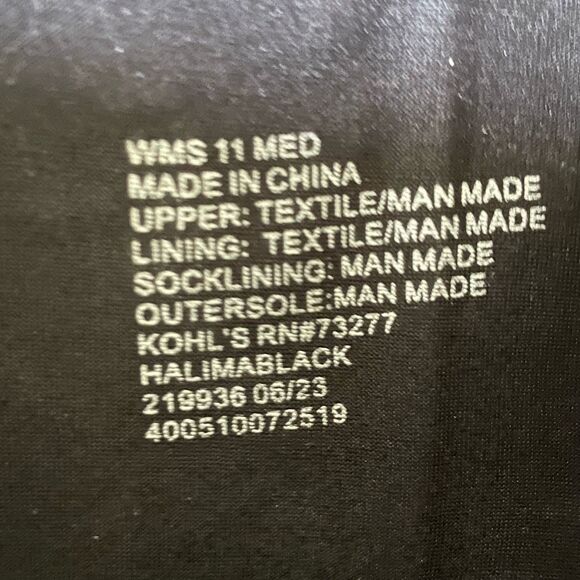 WMS 11 MED
MADE IN CHINA
UPPER: TEXTILE/MAN MADE
LINING: TEXTILE/MAN MADE
SOCKLINING: MAN MADE
OUTERSOLE:MAN MADE
KOHL'S RN#73277
HALIMABLACK
219936 06/23
400510072519